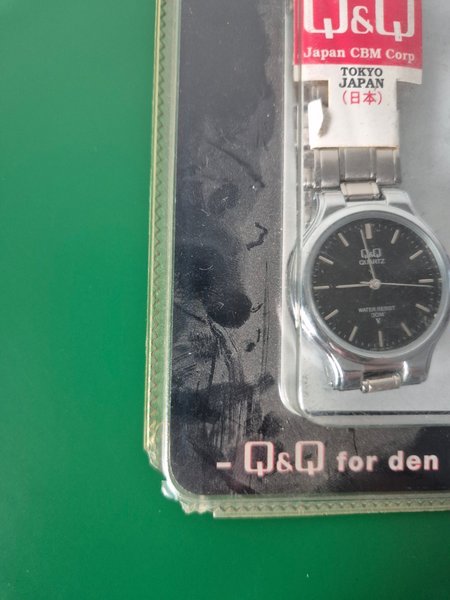 Q&Q
Japan CBM Corp
TOKYO
JAPAN
(日本)
Q&Q
QUARTZ
WATER RESIST
V
- Q&Q for den